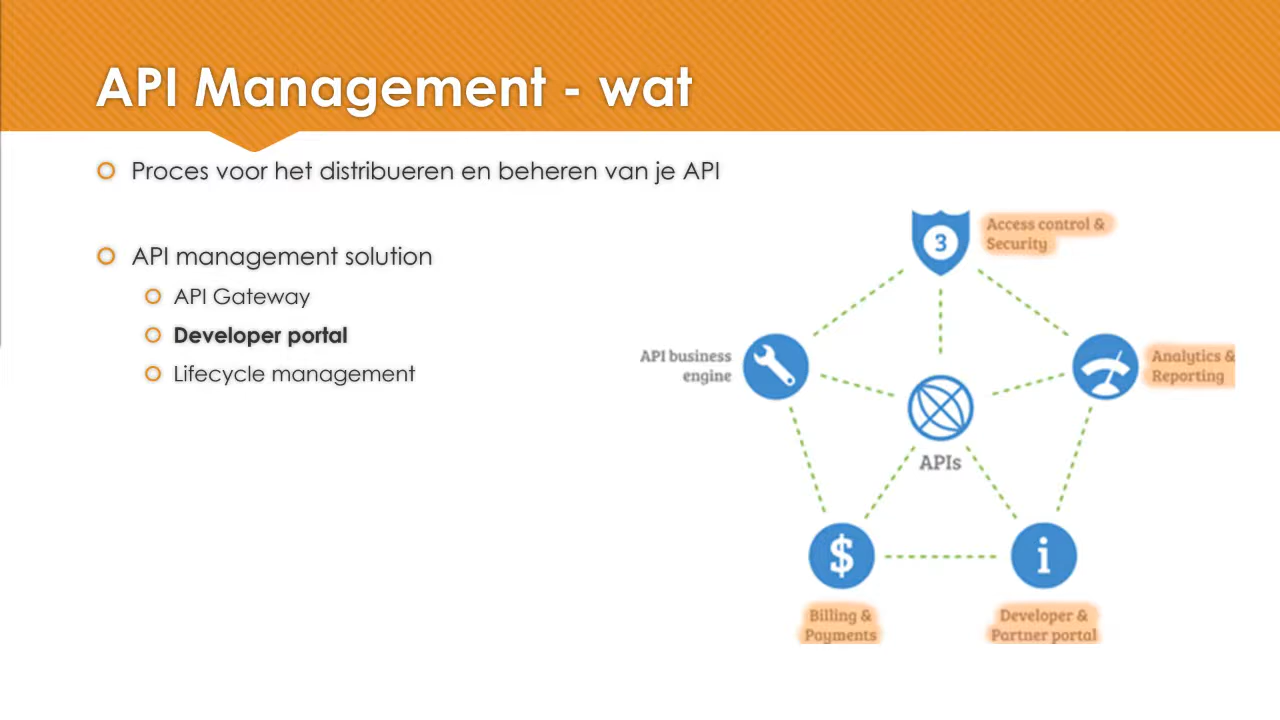 API Management - wat
Proces voor het distribueren en beheren van je API
API management solution
API Gateway
Developer portal
Lifecycle management
3
Access control &
Security
API business
engine
Analytics &
Reporting
APIs
$
i
Billing &
Payments
Developer &
Partner portal